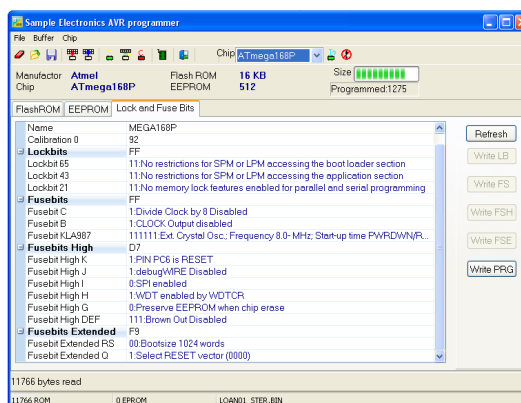 Sample Electronics AVR programmer
File Buffer Chip
Chip ATmega168P
Manufactor Atmel Flash ROM 16 KB Size
Chip ATmega168P EEPROM 512 Programmed:1275
FlashROM EEPROM Lock and Fuse Bits
Name MEGA168P
Calibration 0 92
Lockbits FF
Lockbit 65 11:No restrictions for SPM or LPM accessing the boot loader section
Lockbit 43 11:No restrictions for SPM or LPM accessing the application section
Lockbit 21 11:No memory lock features enabled for parallel and serial programming
Fusebits FF
Fusebit C 1:Divide Clock by 8 Disabled
Fusebit B 1:CLOCK Output disabled
Fusebit KLA987 111111:Ext. Crystal Osc.; Frequency 8.0- MHz; Start-up time PWRDWN/R...
Fusebits High D7
Fusebit High K 1:PIN PC6 is RESET
Fusebit High J 1:debugWIRE Disabled
Fusebit High I 0:SPI enabled
Fusebit High H 1:WDT enabled by WDTCR
Fusebit High G 0:Preserve EEPROM when chip erase
Fusebit High DEF 111:Brown Out Disabled
Fusebits Extended F9
Fusebit Extended RS 00:Bootsize 1024 words
Fusebit Extended Q 1:Select RESET vector (0000)
Refresh
Write LB
Write FS
Write FSH
Write FSE
Write PRG
11766 bytes read
11766 ROM 0 EPROM LOAN01_STER.BIN